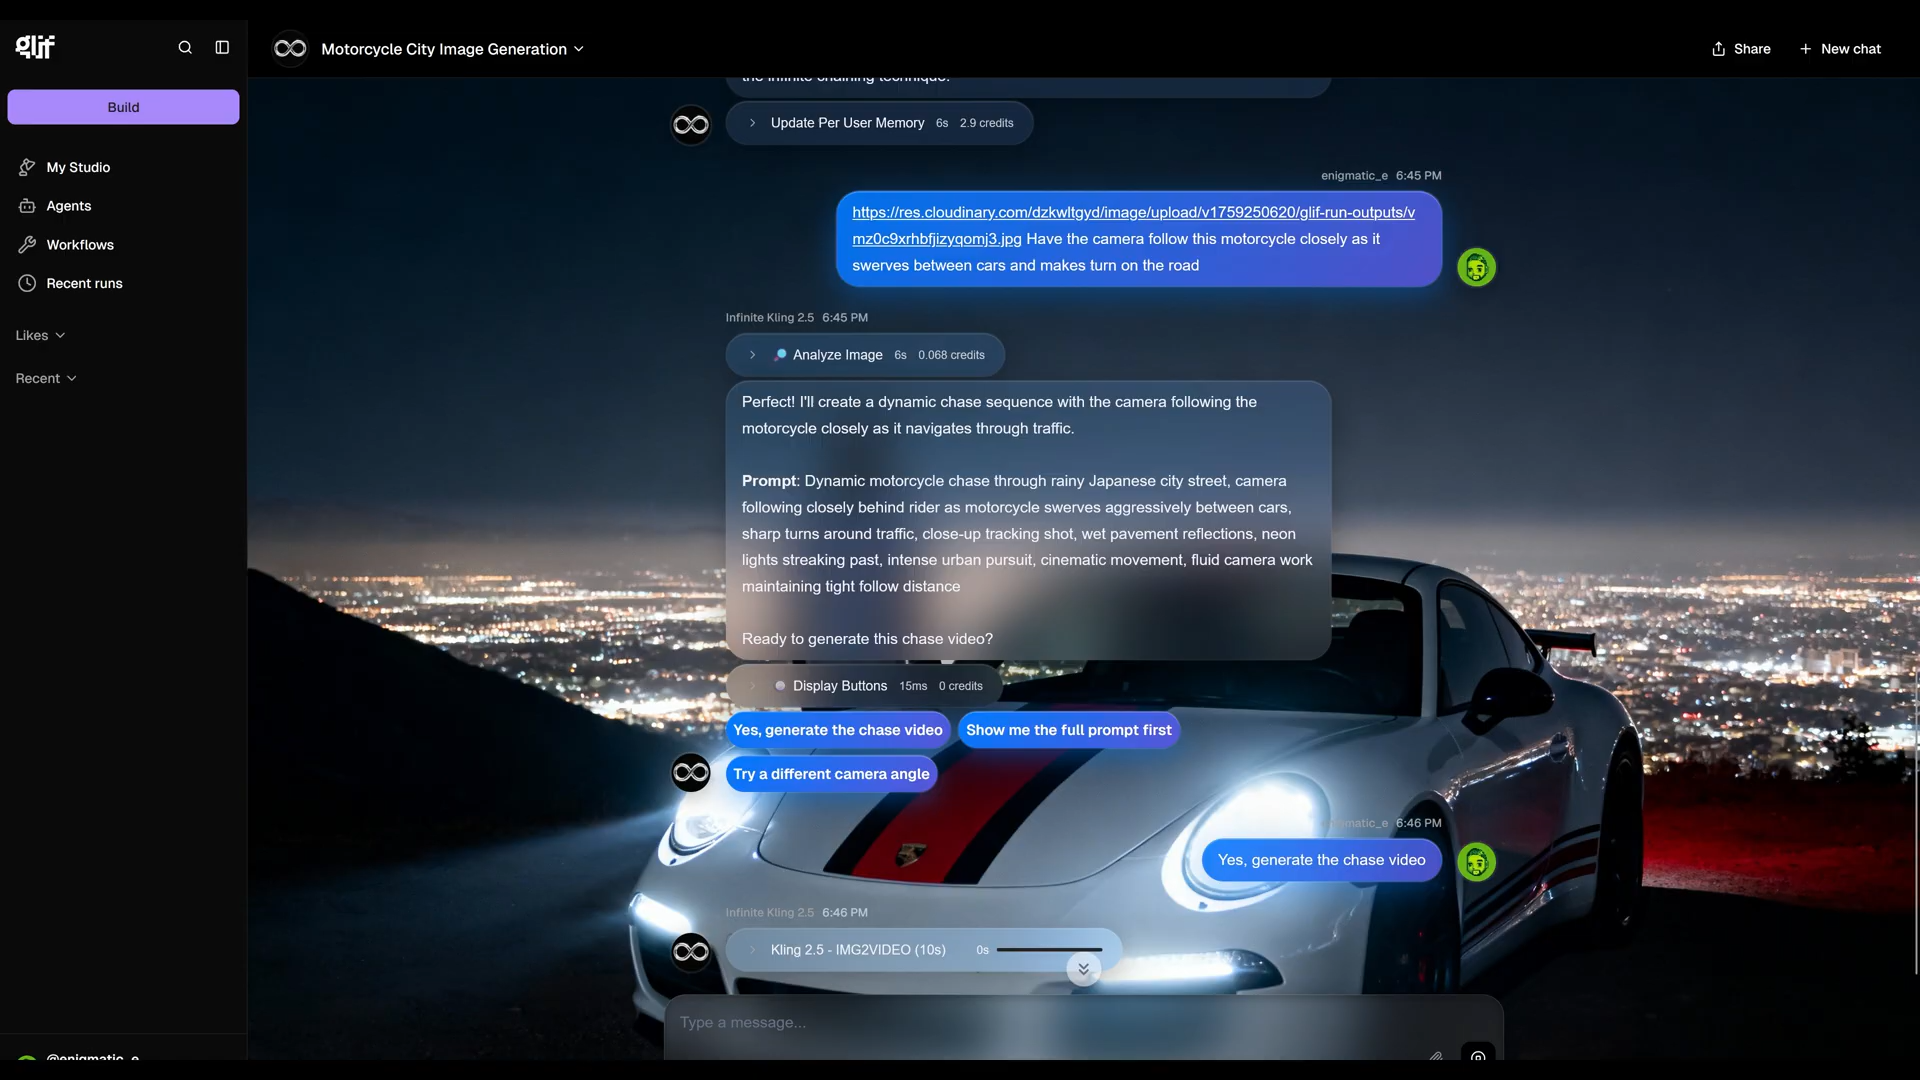 glif
Build
My Studio
Agents
Workflows
Recent runs
Likes
Recent
@enigmatic_e
Motorcycle City Image Generation
Share
New chat
the infinite chaining technique.
Update Per User Memory 6s 2.9 credits
enigmatic_e 6:45 PM
https://res.cloudinary.com/dzkwltgyd/image/upload/v1759250620/glif-run-outputs/v
mz0c9xrhbfjizyqomj3.jpg Have the camera follow this motorcycle closely as it
swerves between cars and makes turn on the road
Infinite Kling 2.5 6:45 PM
Analyze Image 6s 0.068 credits
Perfect! I'll create a dynamic chase sequence with the camera following the
motorcycle closely as it navigates through traffic.
Prompt: Dynamic motorcycle chase through rainy Japanese city street, camera
following closely behind rider as motorcycle swerves aggressively between cars,
sharp turns around traffic, close-up tracking shot, wet pavement reflections, neon
lights streaking past, intense urban pursuit, cinematic movement, fluid camera work
maintaining tight follow distance
Ready to generate this chase video?
Display Buttons 15ms 0 credits
Yes, generate the chase video Show me the full prompt first
Try a different camera angle
enigmatic_e 6:46 PM
Yes, generate the chase video
Infinite Kling 2.5 6:46 PM
Kling 2.5 - IMG2VIDEO (10s) 0s
Type a message...